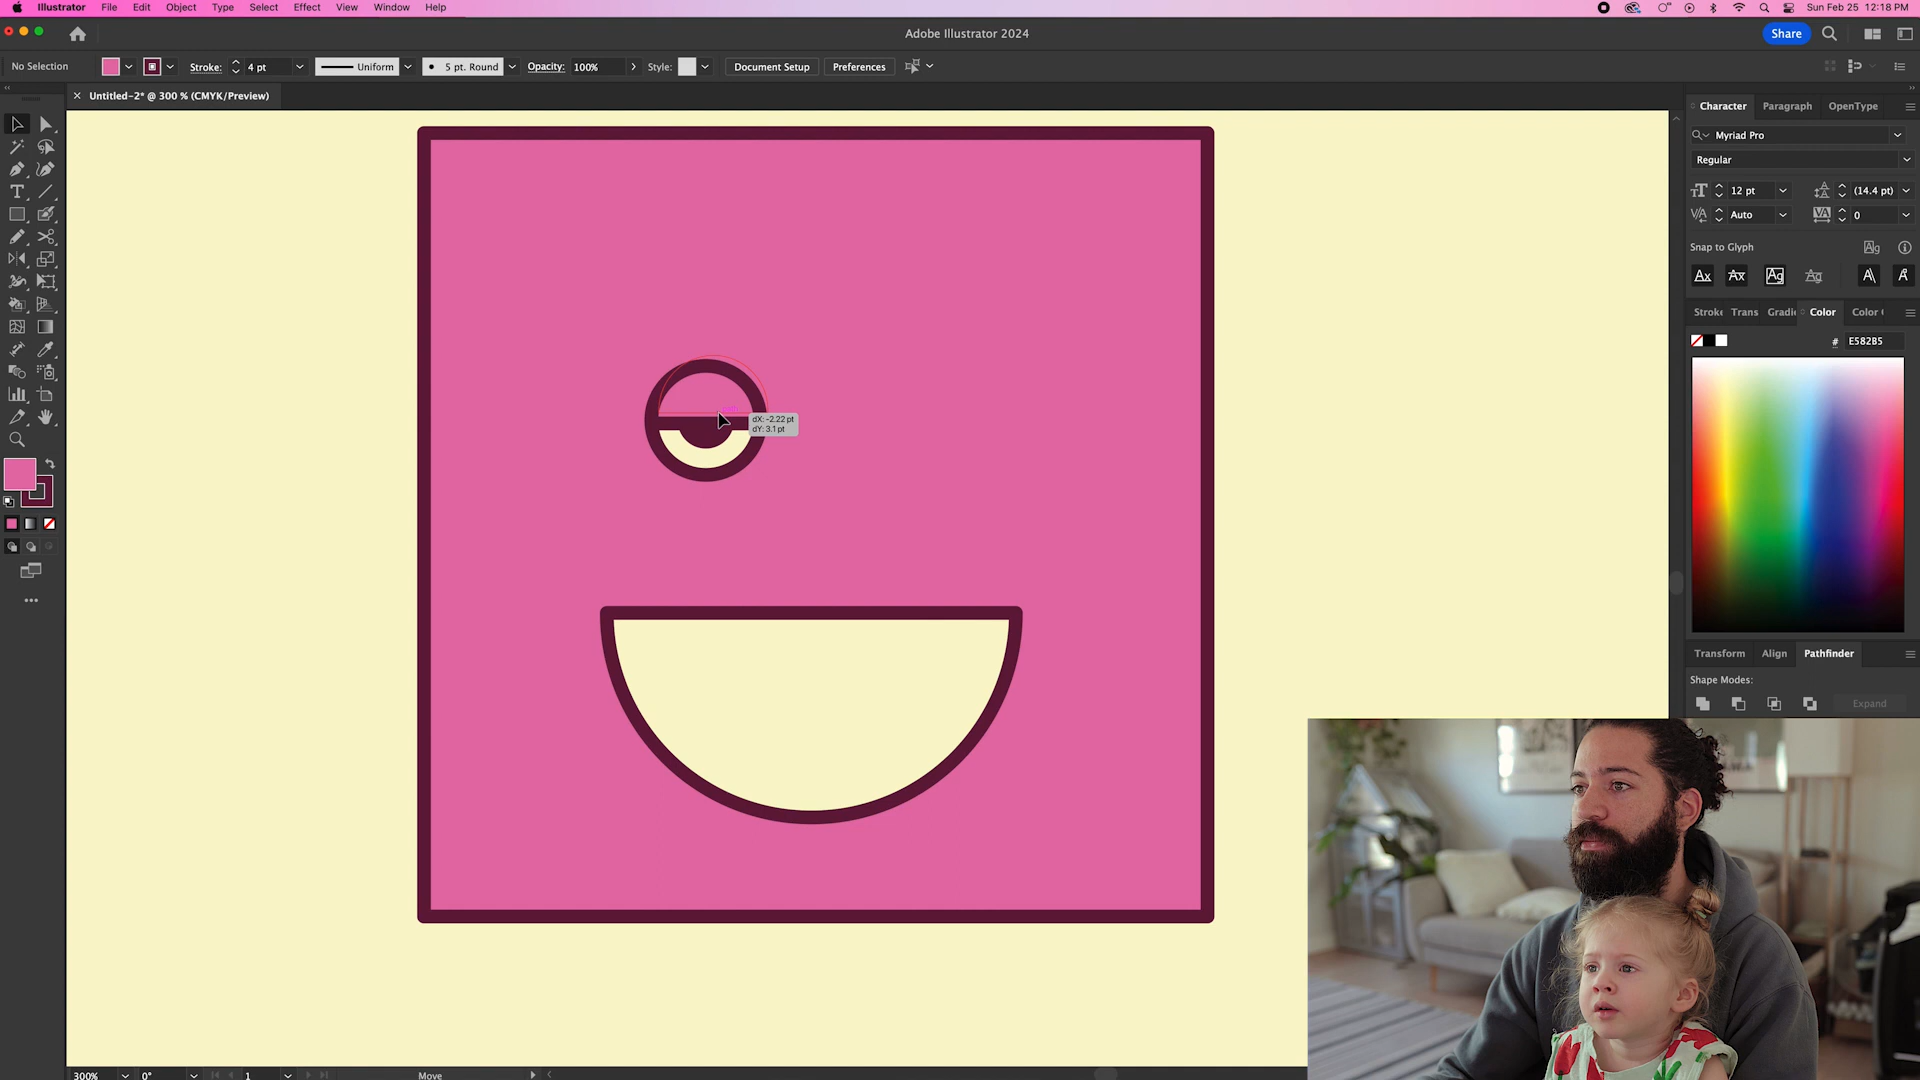 Illustrator File Edit Object Type Select Effect View Window Help
Sun Feb 25 12:18 PM
Adobe Illustrator 2024
Share
No Selection
Stroke: 4 pt
Uniform
5 pt. Round
Opacity: 100%
Style:
Document Setup
Preferences
Untitled-2* @ 300 % (CMYK/Preview)
Character Paragraph OpenType
Myriad Pro
Regular
12 pt
(14.4 pt)
Auto
0
Snap to Glyph
Stroke Trans Gradie Color Color
# E582B5
dX: -2.22 pt
dY: 3.1 pt
Transform Align Pathfinder
Shape Modes:
Expand
300%
0°
1
Move